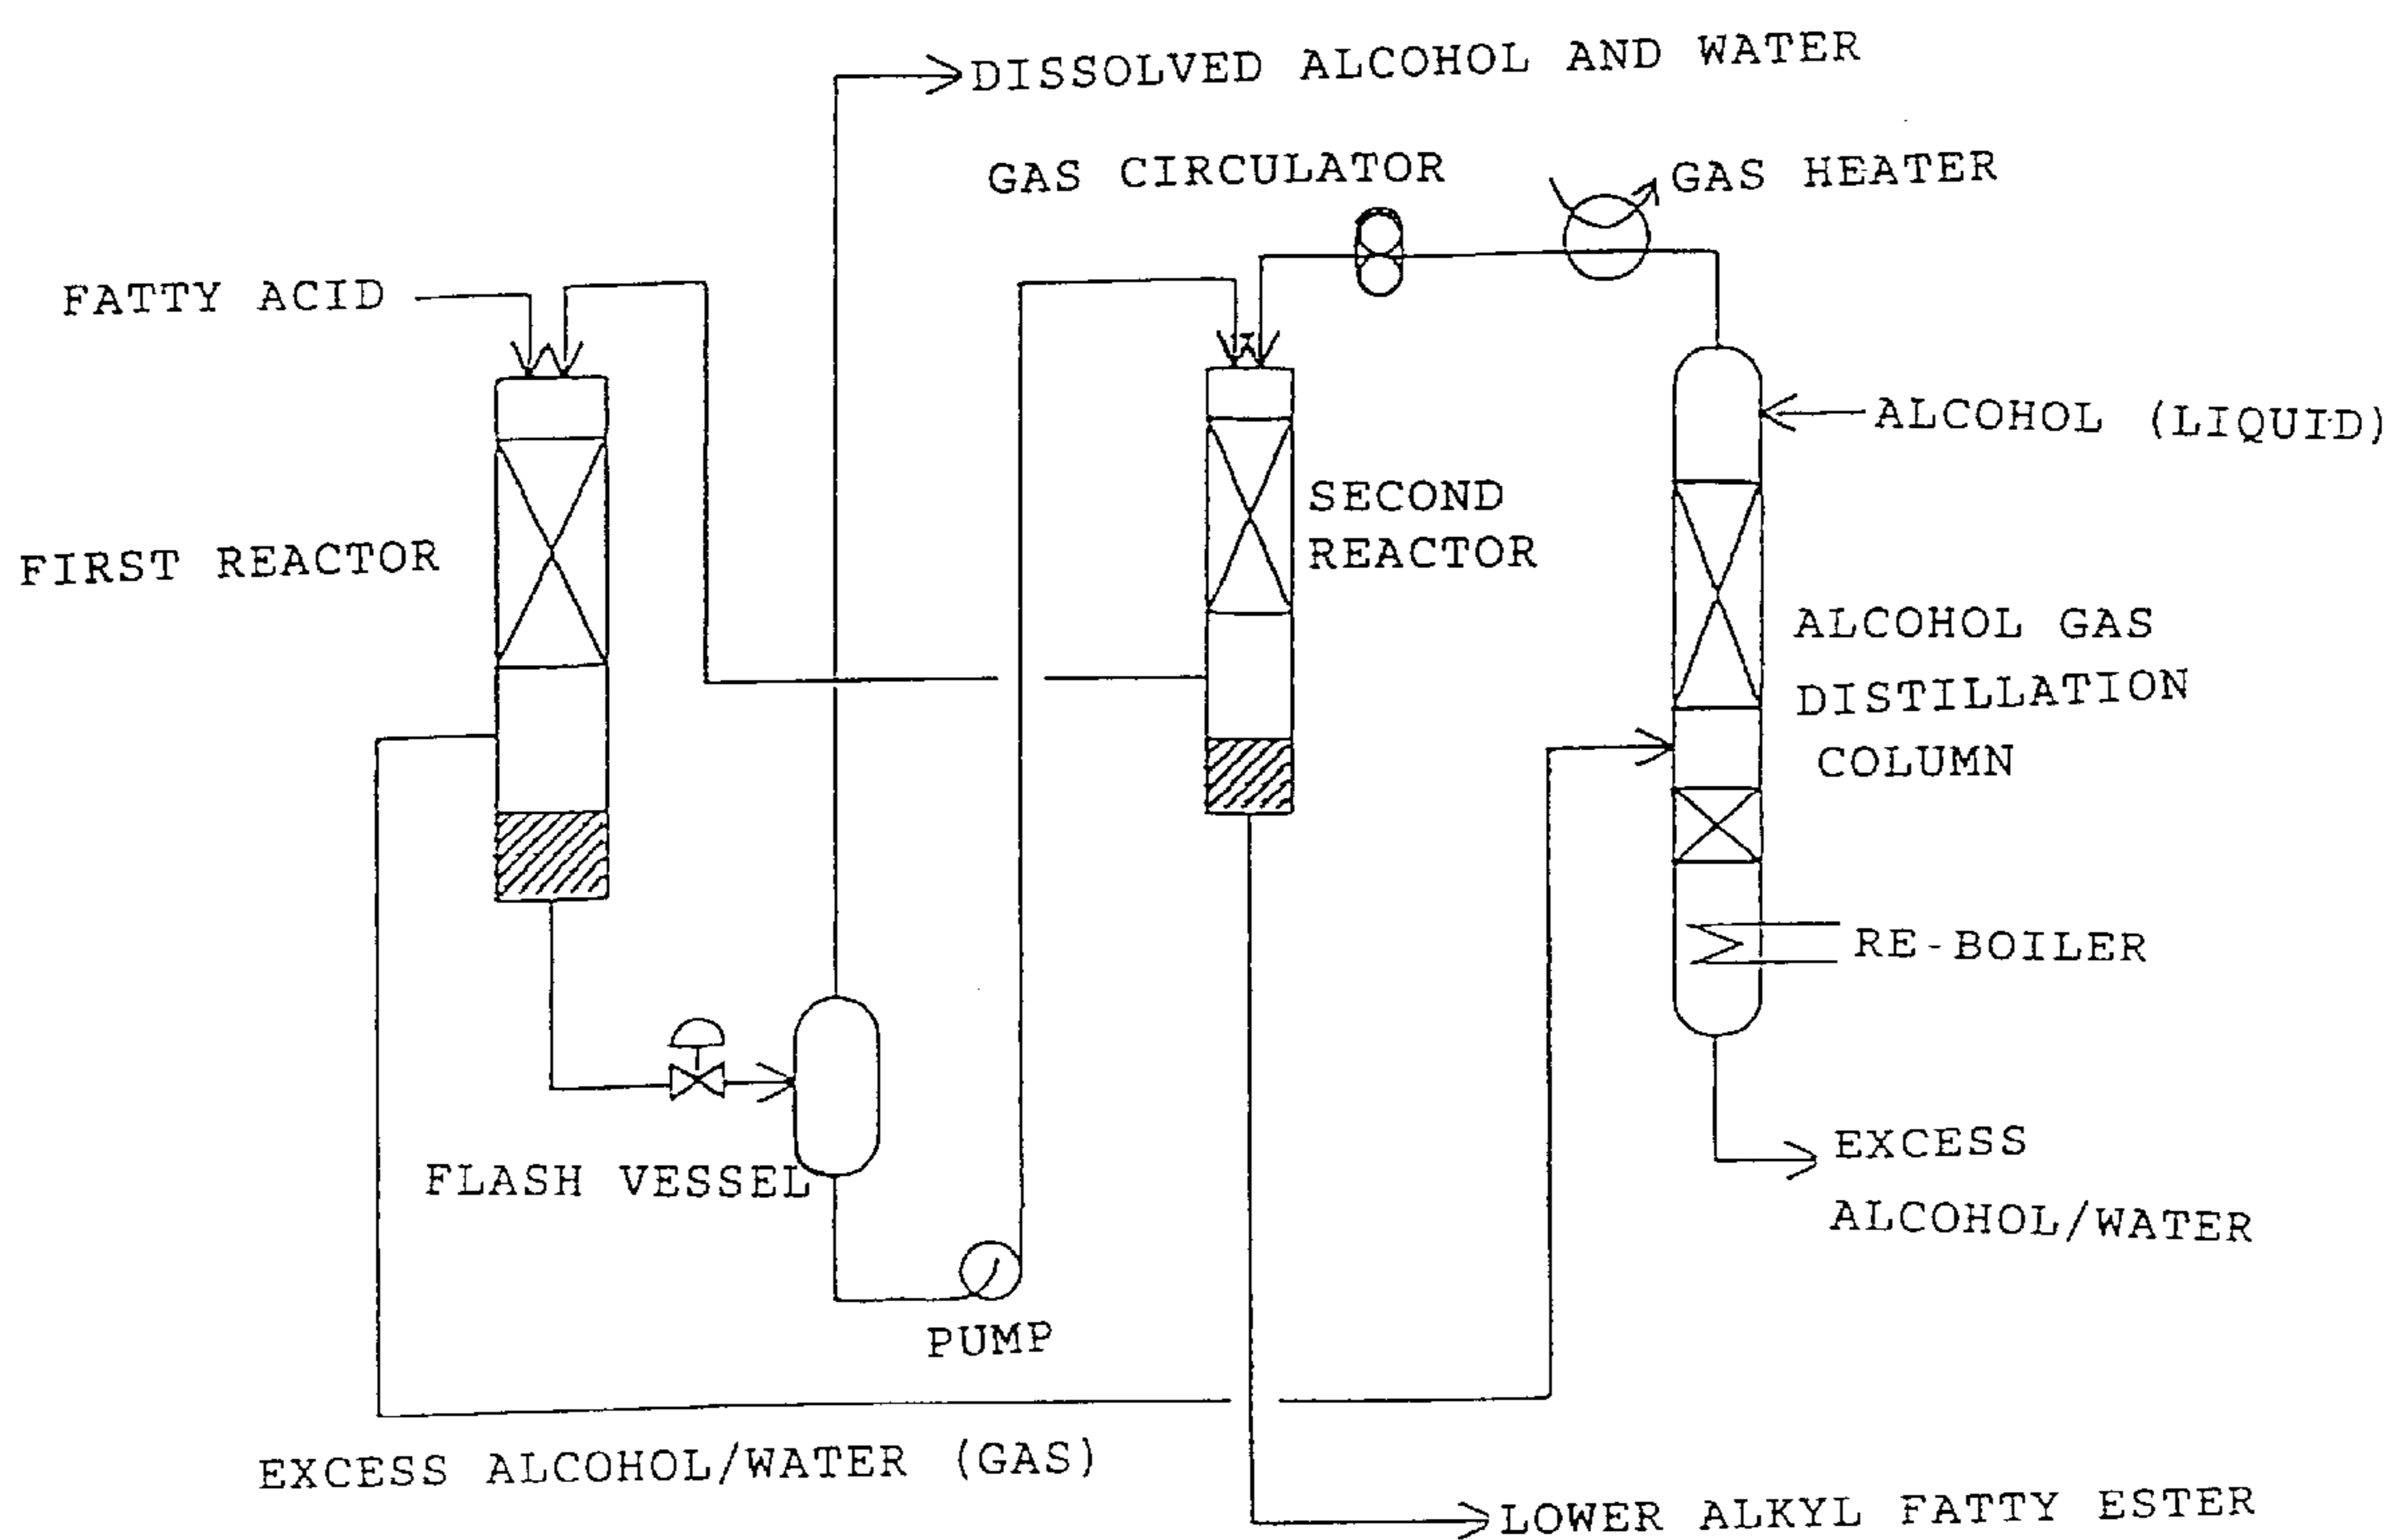 DISSOLVED ALCOHOL AND WATER
GAS CIRCULATOR
GAS HEATER
FATTY ACID
ALCOHOL (LIQUID)
SECOND
REACTOR
FIRST REACTOR
ALCOHOL GAS
DISTILLATION
COLUMN
RE-BOILER
EXCESS
ALCOHOL/WATER
FLASH VESSEL
PUMP
EXCESS ALCOHOL/WATER (GAS)
LOWER ALKYL FATTY ESTER